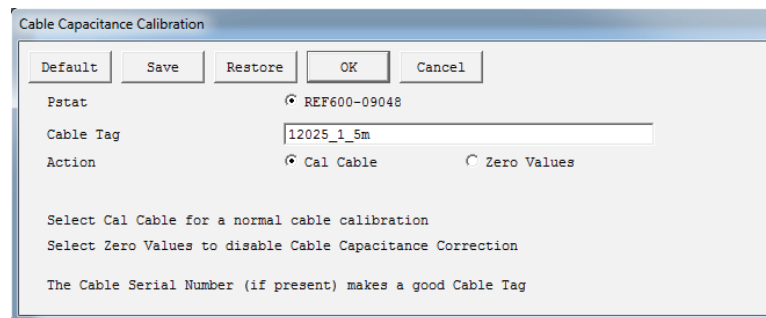 Cable Capacitance Calibration
Default Save Restore OK Cancel
Pstat REF600-09048
Cable Tag 12025_1_5m
Action Cal Cable Zero Values
Select Cal Cable for a normal cable calibration
Select Zero Values to disable Cable Capacitance Correction
The Cable Serial Number (if present) makes a good Cable Tag